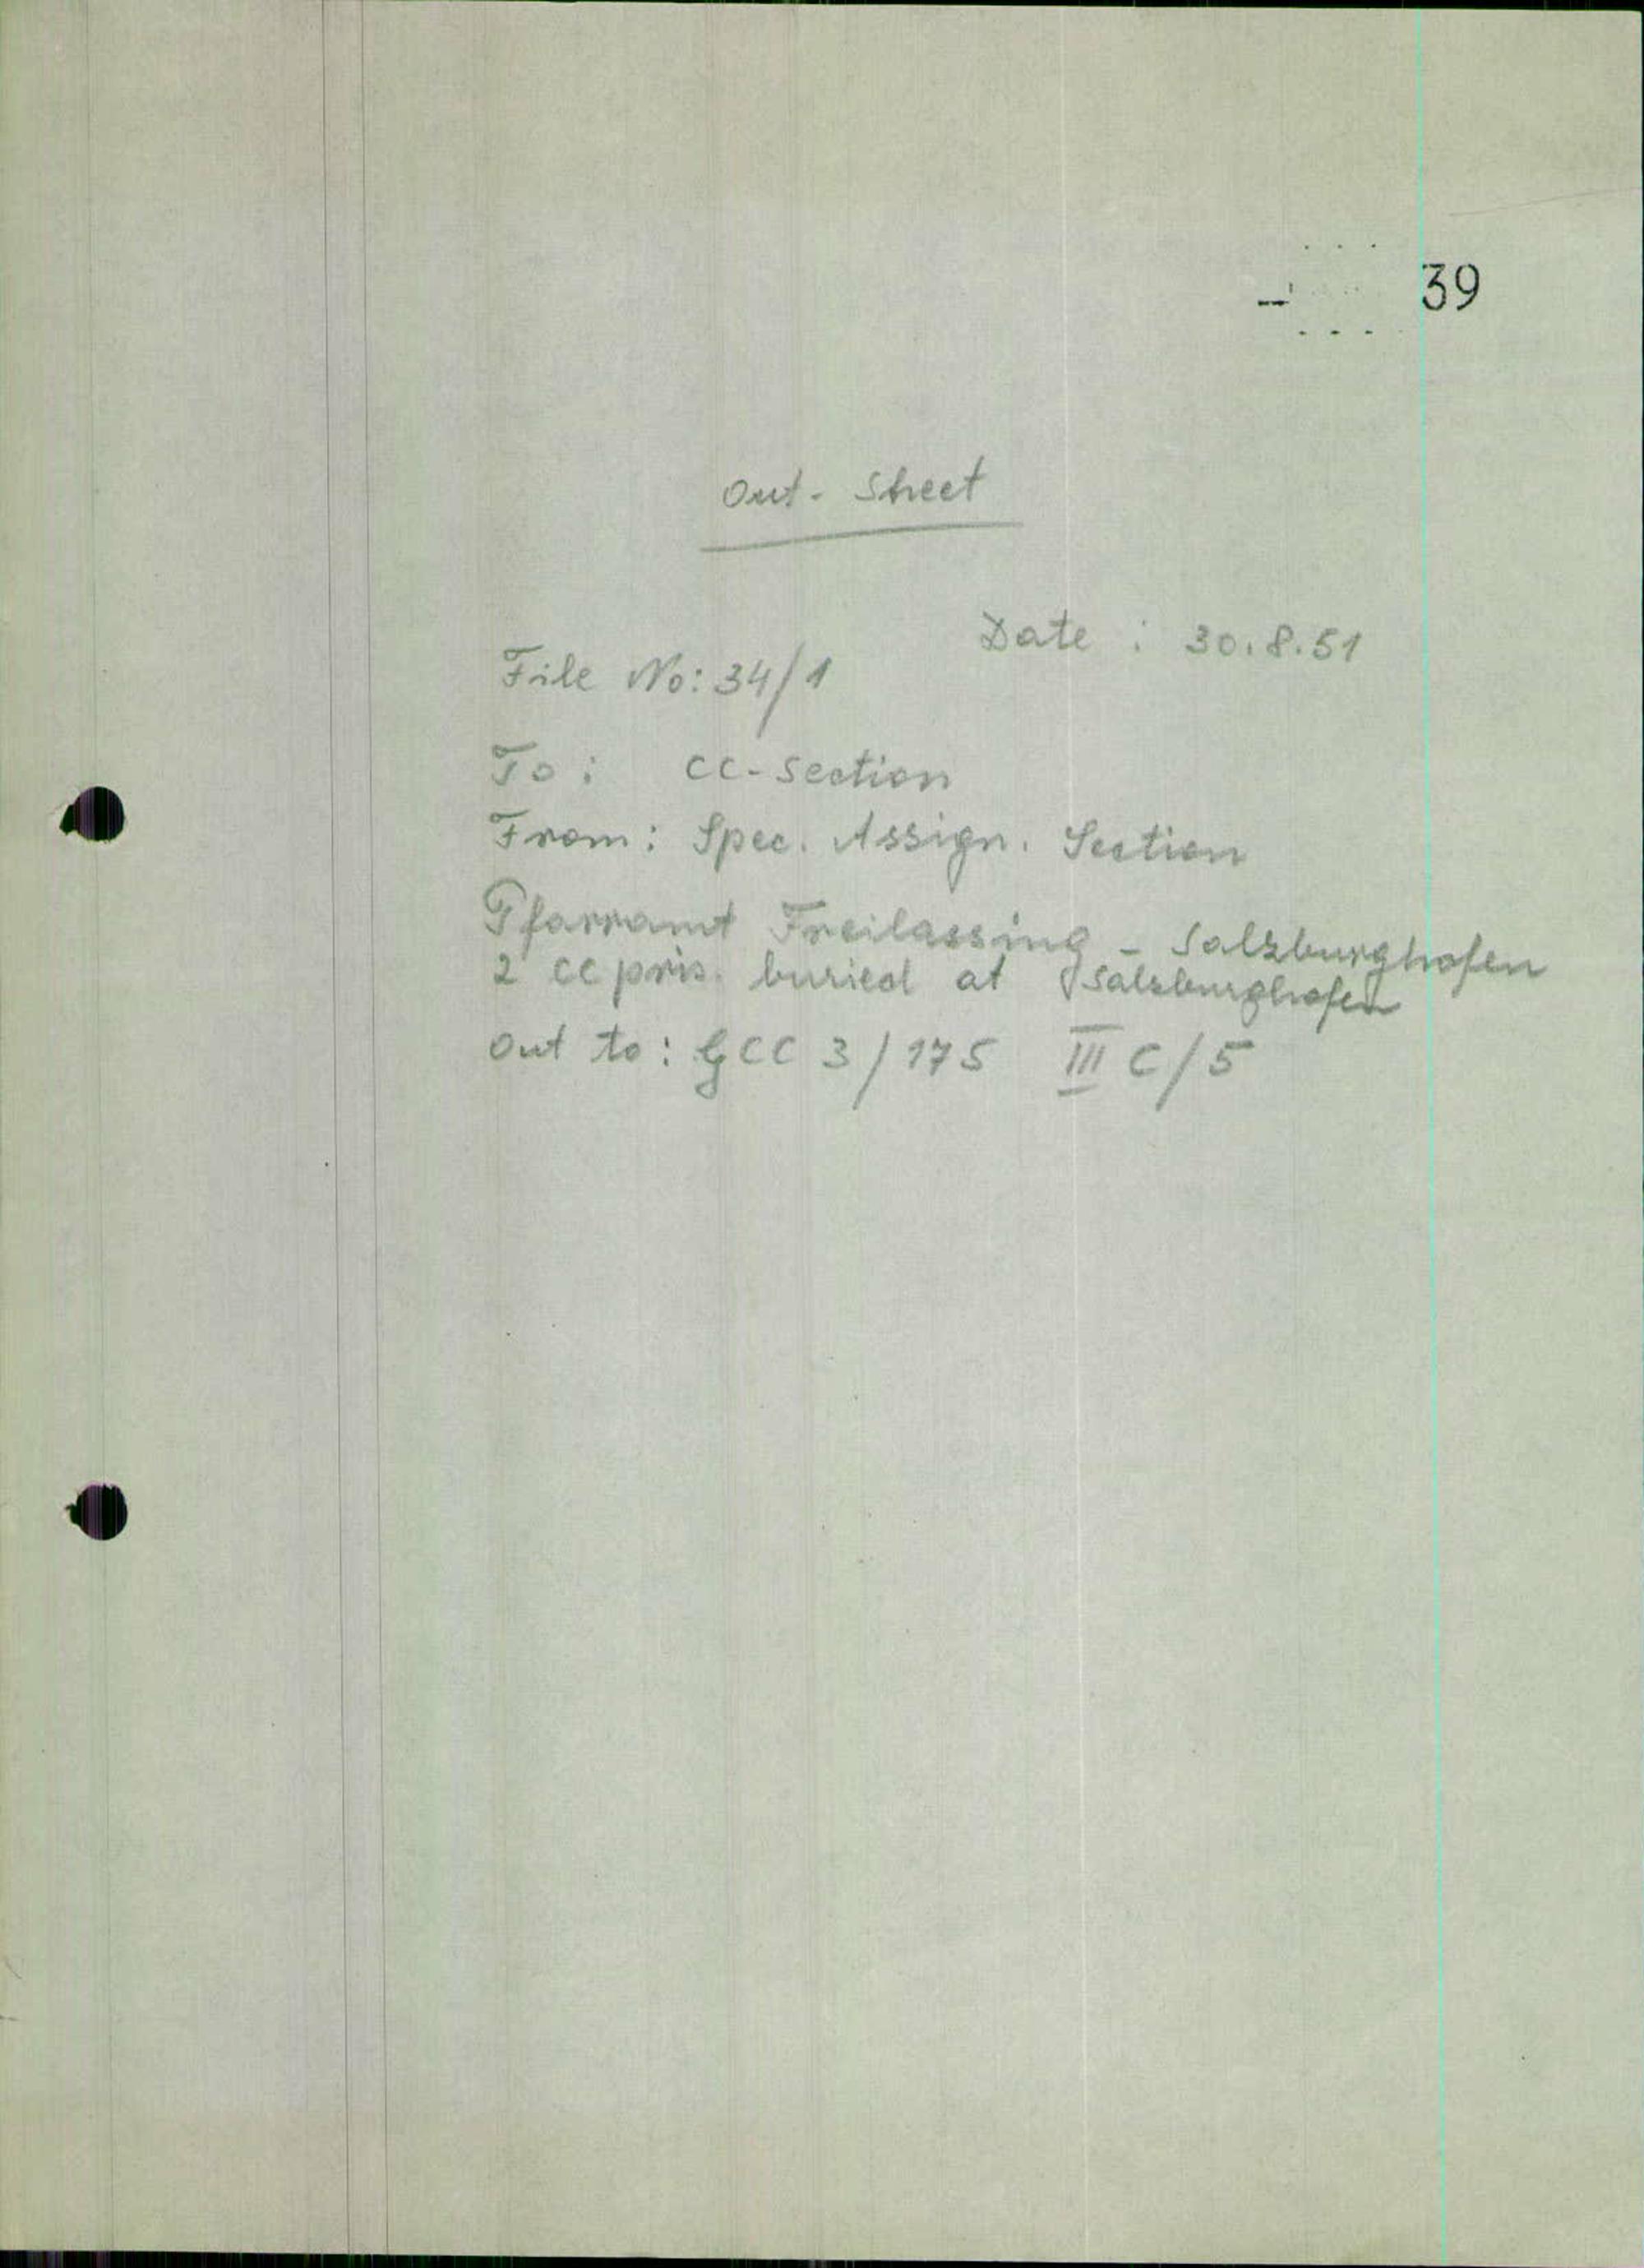 39
Out - Sheet
Date : 30.8.51
File No: 34/1
To : CC-Section
From: Spec. Assign. Section
Pfarramt Freilassing - Salzburghofen
2 CC pris. buried at Salzburghofen
Out to: GCC 3/175 III C/5